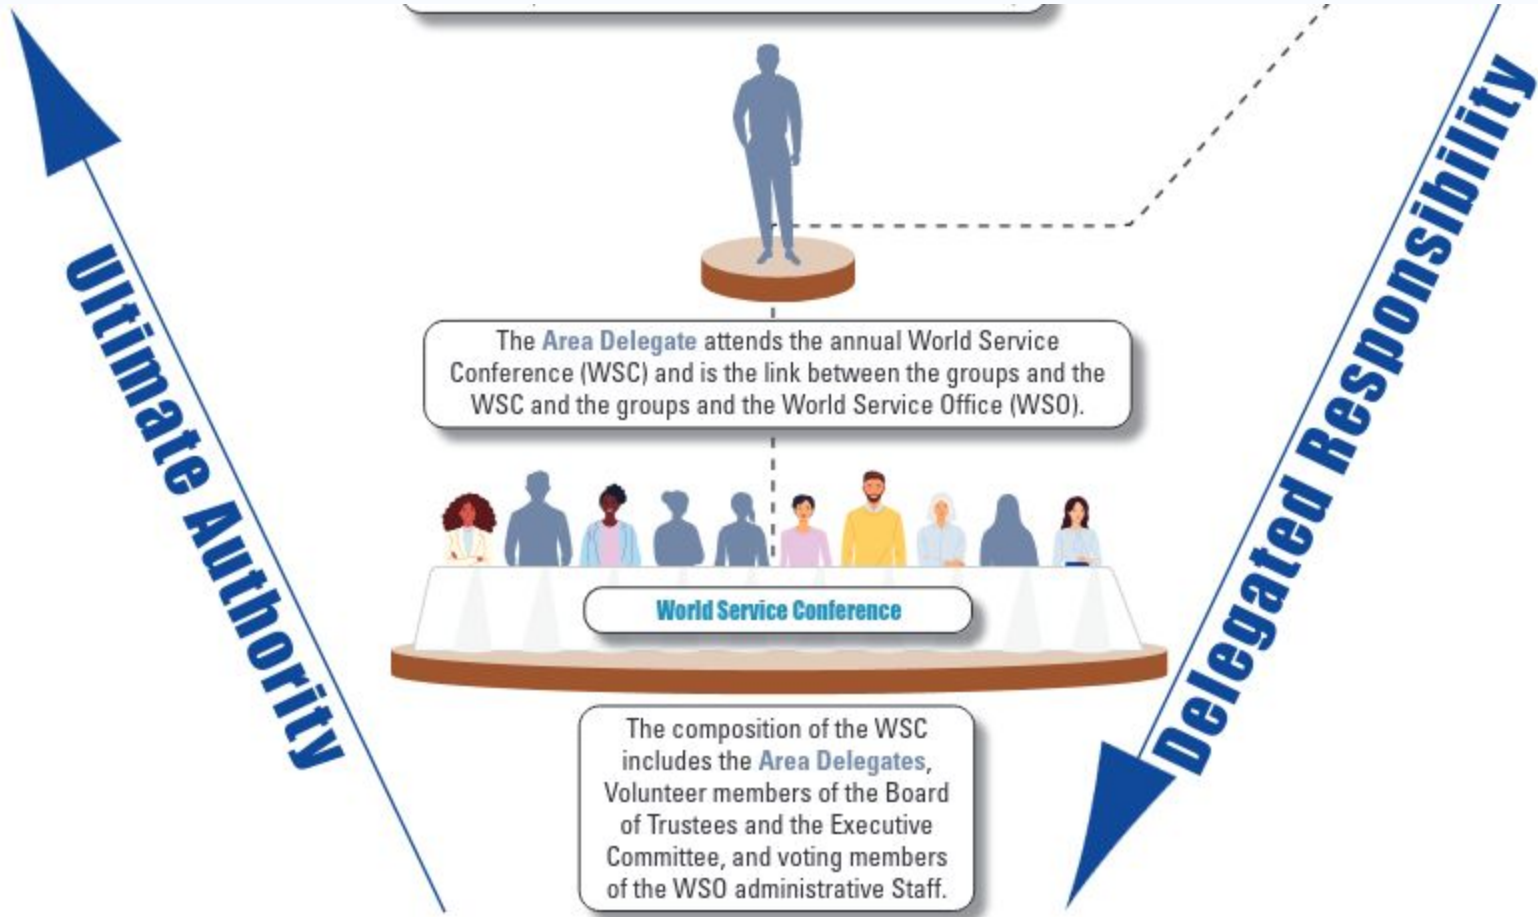 Ultimate Authority
Delegated Responsibility
The Area Delegate attends the annual World Service
Conference (WSC) and is the link between the groups and the
WSC and the groups and the World Service Office (WSO).
World Service Conference
The composition of the WSC
includes the Area Delegates,
Volunteer members of the Board
of Trustees and the Executive
Committee, and voting members
of the WSO administrative Staff.